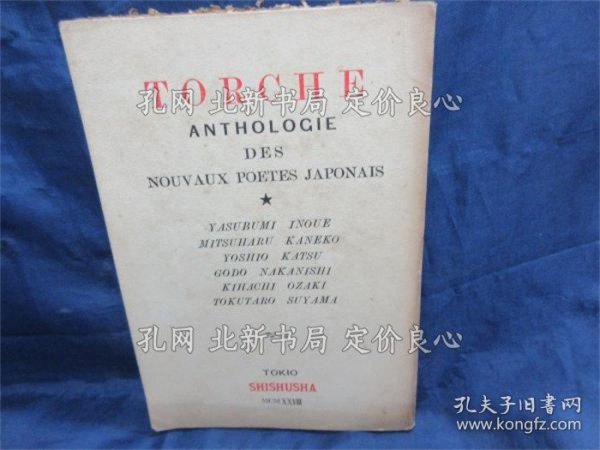 TORCHE
孔网 北新书局 定价良心
ANTHOLOGIE
DES
NOUVAUX POETES JAPONAIS
★
YASUBUMI INOUE
MITSUHARU KANEKO
YOSHIO KATSU
GODO NAKANISHI
KIHACHI OZAKI
TOKUTARO SUYAMA
孔网 北新书局 定价良心
TOKIO
SHISHUSHA
MCMXXVIII
孔夫子旧书网
www.kongfz.com